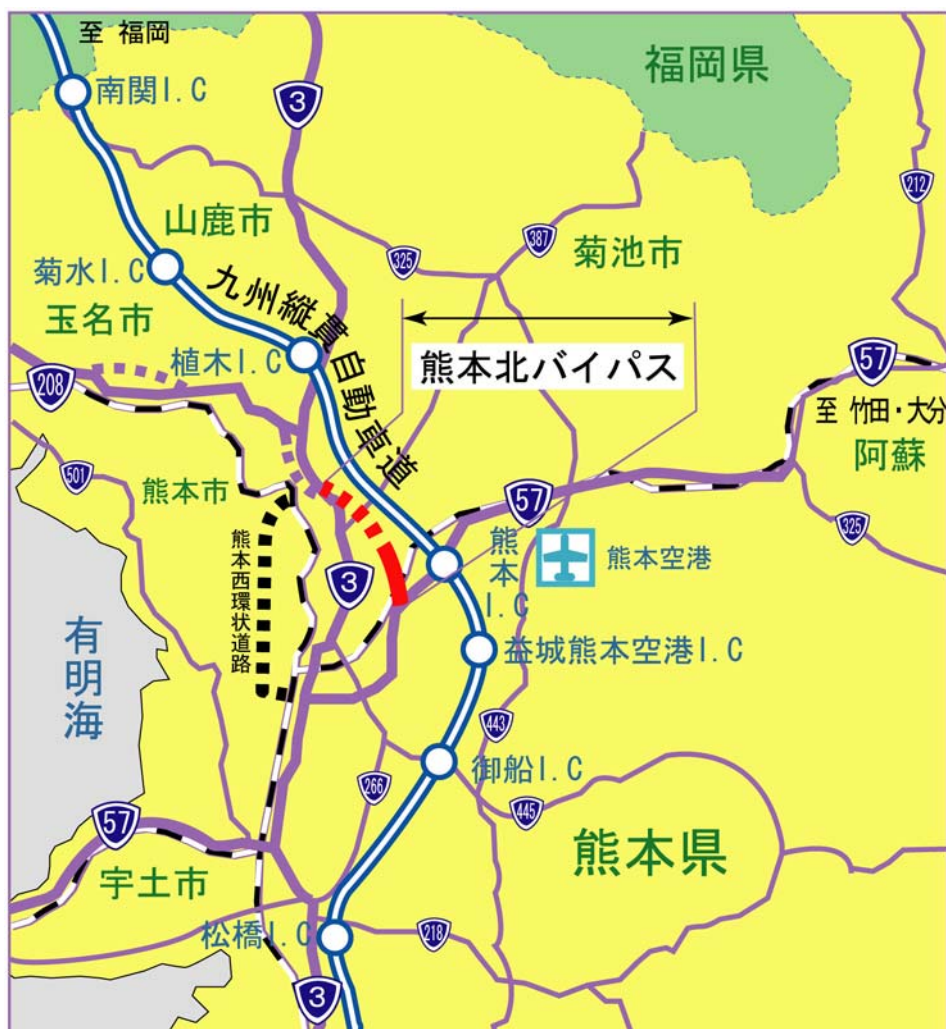 至 福岡
南関I.C
3
福岡県
212
山鹿市
387
菊池市
325
菊水I.C
九州縦貫自動車道
玉名市
植木I.C
熊本北バイパス
57
208
至 竹田・大分
阿蘇
501
熊本市
57
325
熊本I.C
熊本空港
熊本西環状道路
3
有明海
益城熊本空港I.C
443
御船I.C
266
445
57
熊本県
宇土市
松橋I.C
218
3